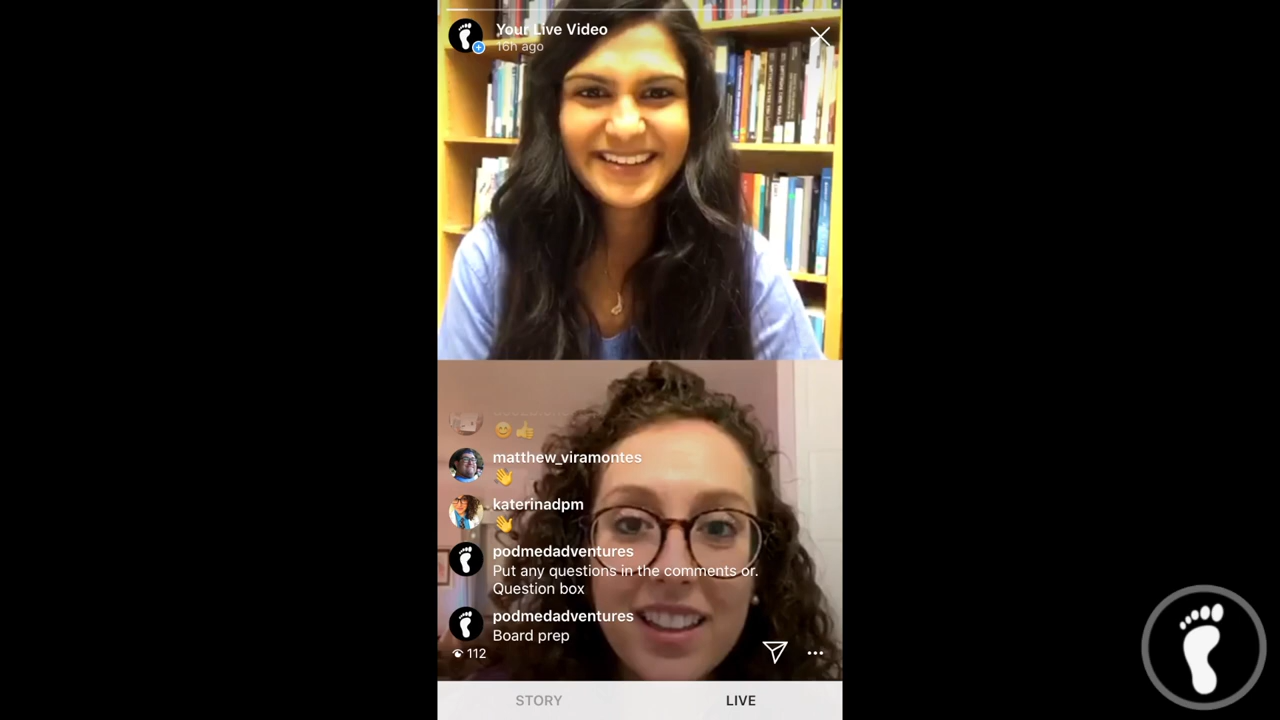 Your Live Video
16h ago
matthew_viramontes
👋
katerinadpm
👋
podmedadventures
Put any questions in the comments or.
Question box
podmedadventures
Board prep
112
STORY
LIVE